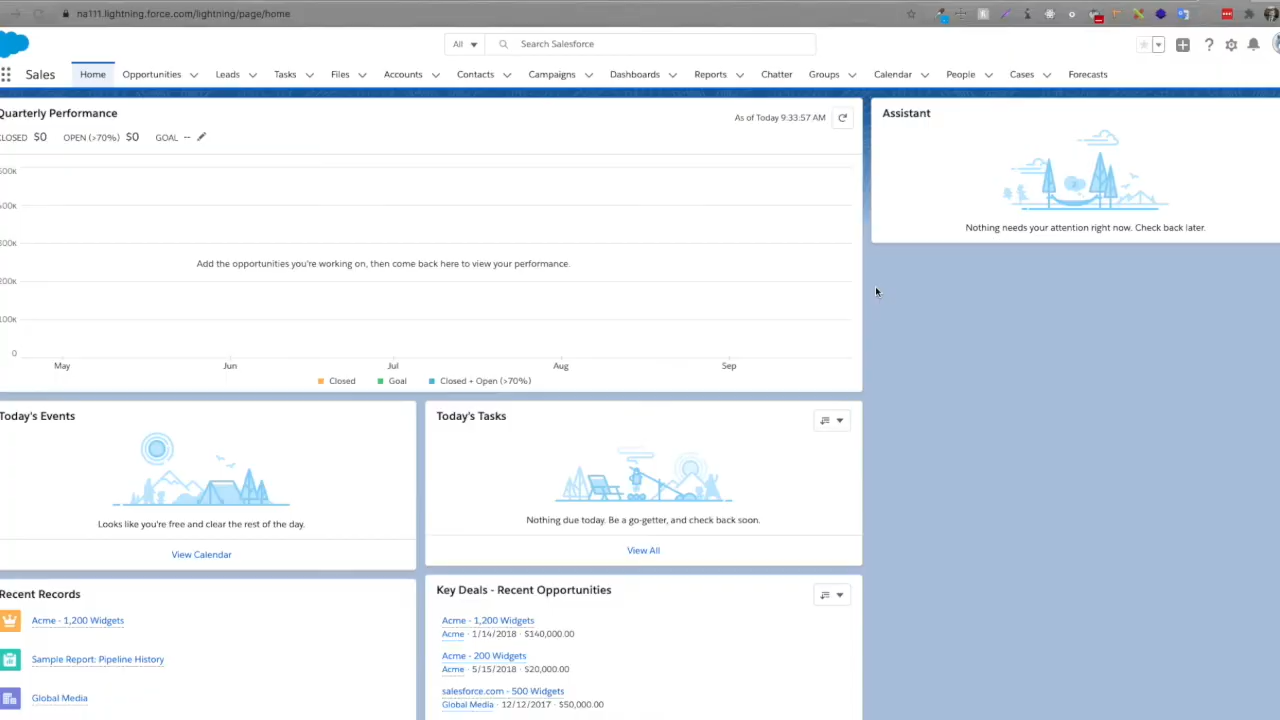 na111.lightning.force.com/lightning/page/home
All
Search Salesforce
Sales
Home
Opportunities
Leads
Tasks
Files
Accounts
Contacts
Campaigns
Dashboards
Reports
Chatter
Groups
Calendar
People
Cases
Forecasts
Quarterly Performance
As of Today 9:33:57 AM
CLOSED $0 OPEN (>70%) $0 GOAL --
500K
400K
300K
200K
100K
0
Add the opportunities you're working on, then come back here to view your performance.
May Jun Jul Aug Sep
Closed Goal Closed + Open (>70%)
Assistant
Nothing needs your attention right now. Check back later.
Today's Events
Looks like you're free and clear the rest of the day.
View Calendar
Today's Tasks
Nothing due today. Be a go-getter, and check back soon.
View All
Recent Records
Acme - 1,200 Widgets
Sample Report: Pipeline History
Global Media
Key Deals - Recent Opportunities
Acme - 1,200 Widgets
Acme · 1/14/2018 · $140,000.00
Acme - 200 Widgets
Acme · 5/15/2018 · $20,000.00
salesforce.com - 500 Widgets
Global Media · 12/12/2017 · $50,000.00